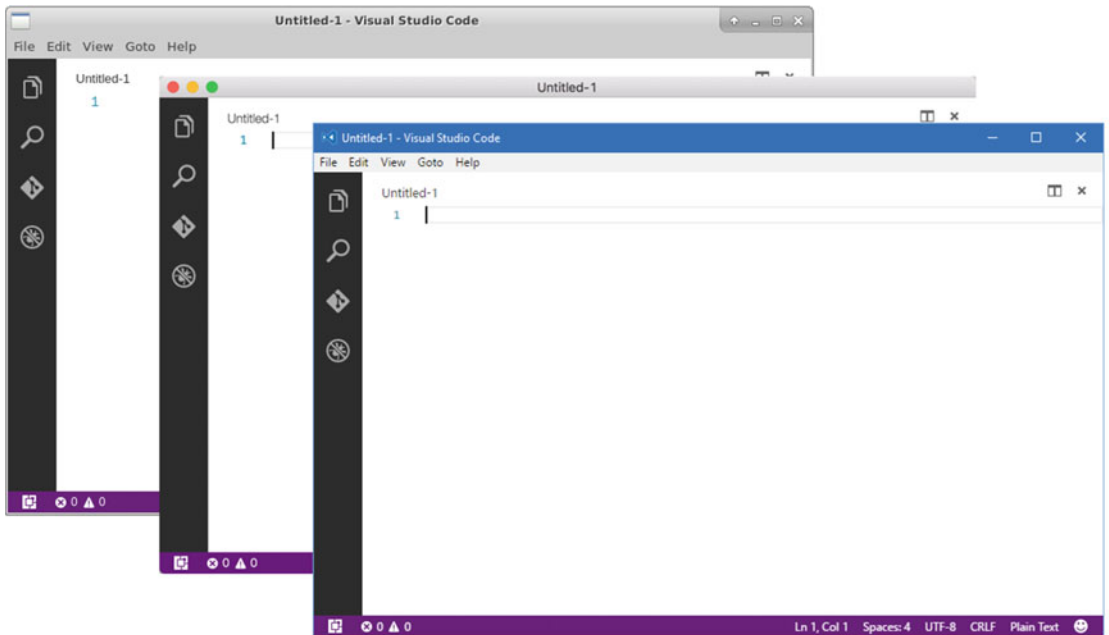 Untitled-1 - Visual Studio Code
File Edit View Goto Help
Untitled-1
1
0 0
Untitled-1
Untitled-1
1
0 0
Untitled-1 - Visual Studio Code
File Edit View Goto Help
Untitled-1
1
0 0 Ln 1, Col 1 Spaces: 4 UTF-8 CRLF Plain Text